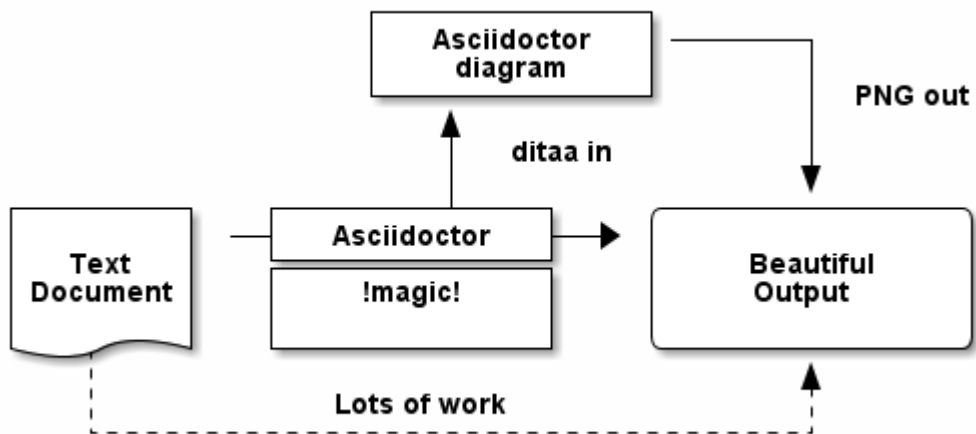 Asciidoctor
diagram
PNG out
ditaa in
Text
Document
Asciidoctor
!magic!
Beautiful
Output
Lots of work